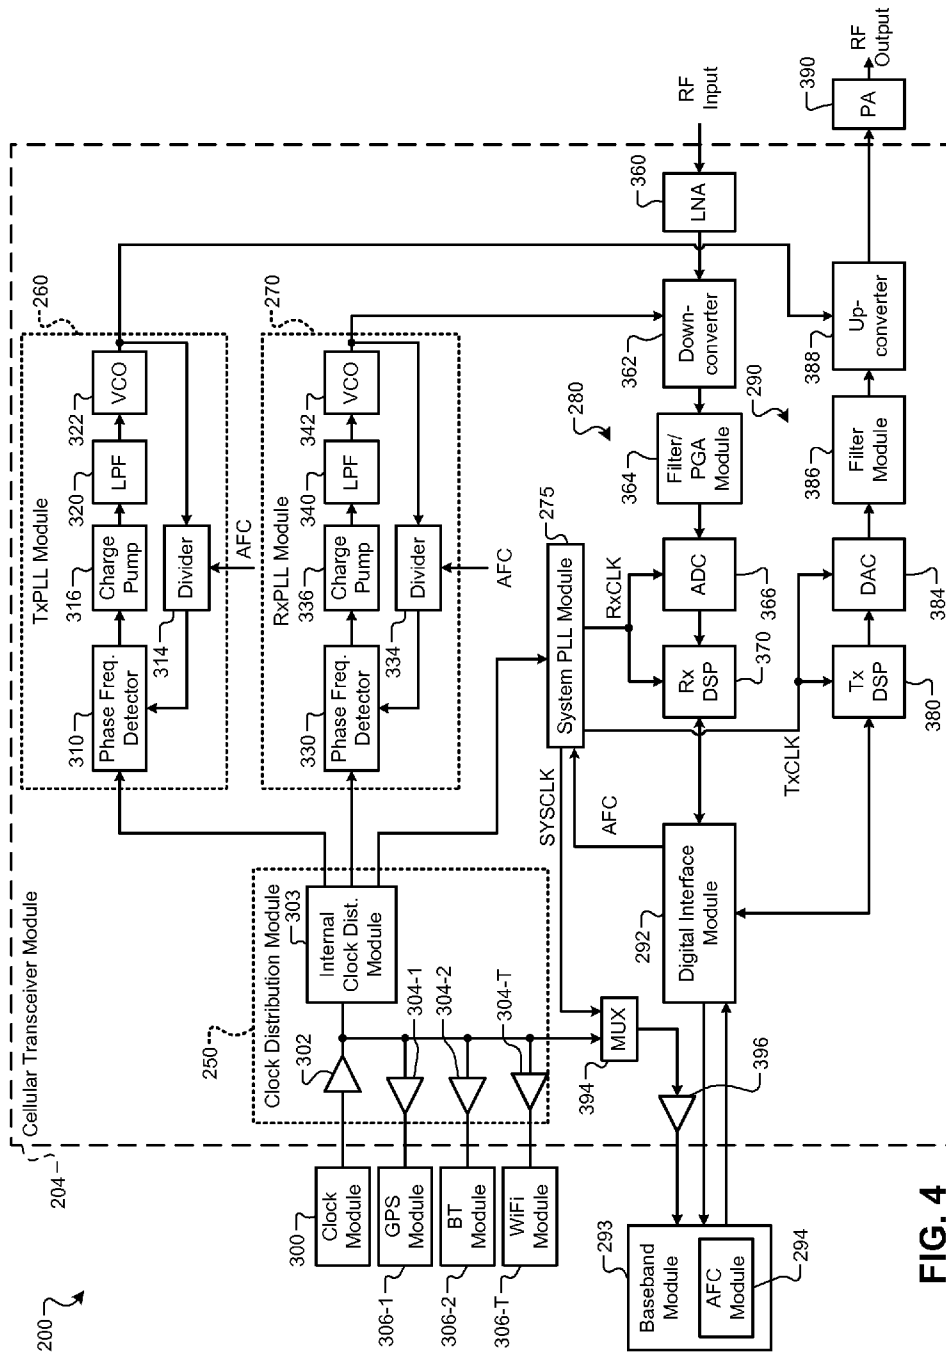 200
204
Cellular Transceiver Module
TxPLL Module
260
310
Phase Freq.
Detector
316
Charge
Pump
320
LPF
322
VCO
314
Divider
AFC
RxPLL Module
270
330
Phase Freq.
Detector
336
Charge
Pump
340
LPF
342
VCO
334
Divider
AFC
250
Clock Distribution Module
302
303
Internal
Clock Dist.
Module
304-1
304-2
304-T
300
Clock
Module
306-1
GPS
Module
306-2
BT
Module
306-T
WiFi
Module
275
System PLL Module
SYSCLK
AFC
RxCLK
TxCLK
280
290
RF
Input
360
LNA
362
Down-
converter
364
Filter/
PGA
Module
ADC
366
Rx
DSP
370
292
Digital Interface
Module
394
MUX
396
293
Baseband
Module
AFC
Module
294
Tx
DSP
380
DAC
384
386
Filter
Module
388
Up-
converter
390
PA
RF
Output
FIG. 4